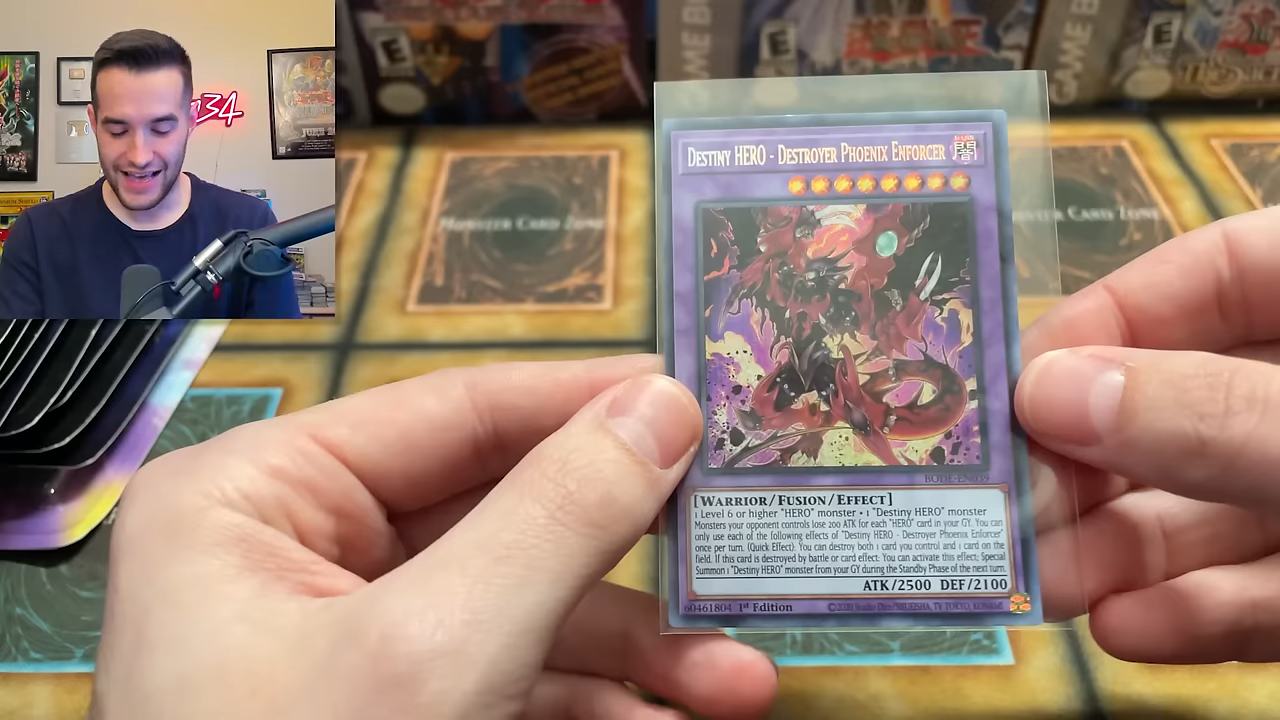 E
E
GAME BOY
E
34
MONSTER CARD ZONE
CARD ZONE
DESTINY HERO - DESTROYER PHOENIX ENFORCER
闇
BODE-EN039
[WARRIOR/FUSION/EFFECT]
1 Level 6 or higher "HERO" monster + 1 "Destiny HERO" monster
Monsters your opponent controls lose 200 ATK for each "HERO" card in your GY. You can
only use each of the following effects of "Destiny HERO - Destroyer Phoenix Enforcer"
once per turn. (Quick Effect): You can destroy both 1 card you control and 1 card on the
field. If this card is destroyed by battle or card effect: You can activate this effect; Special
Summon 1 "Destiny HERO" monster from your GY during the Standby Phase of the next turn.
ATK/2500 DEF/2100
60461804 1st Edition ©2020 Studio Dice/SHUEISHA, TV TOKYO, KONAMI